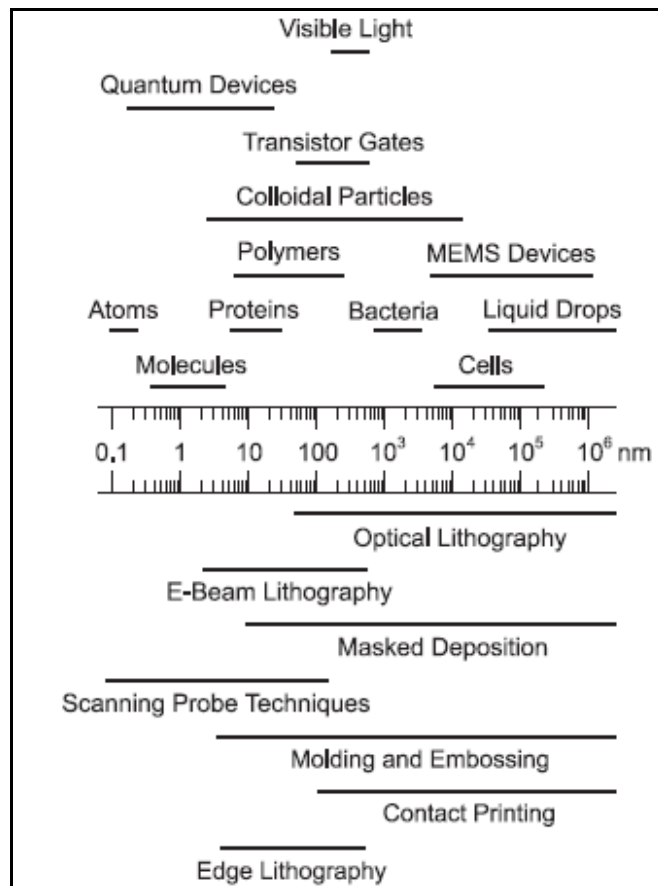 Visible Light
Quantum Devices
Transistor Gates
Colloidal Particles
Polymers MEMS Devices
Atoms Proteins Bacteria Liquid Drops
Molecules Cells
0.1 1 10 100 10³ 10⁴ 10⁵ 10⁶ nm
Optical Lithography
E-Beam Lithography
Masked Deposition
Scanning Probe Techniques
Molding and Embossing
Contact Printing
Edge Lithography